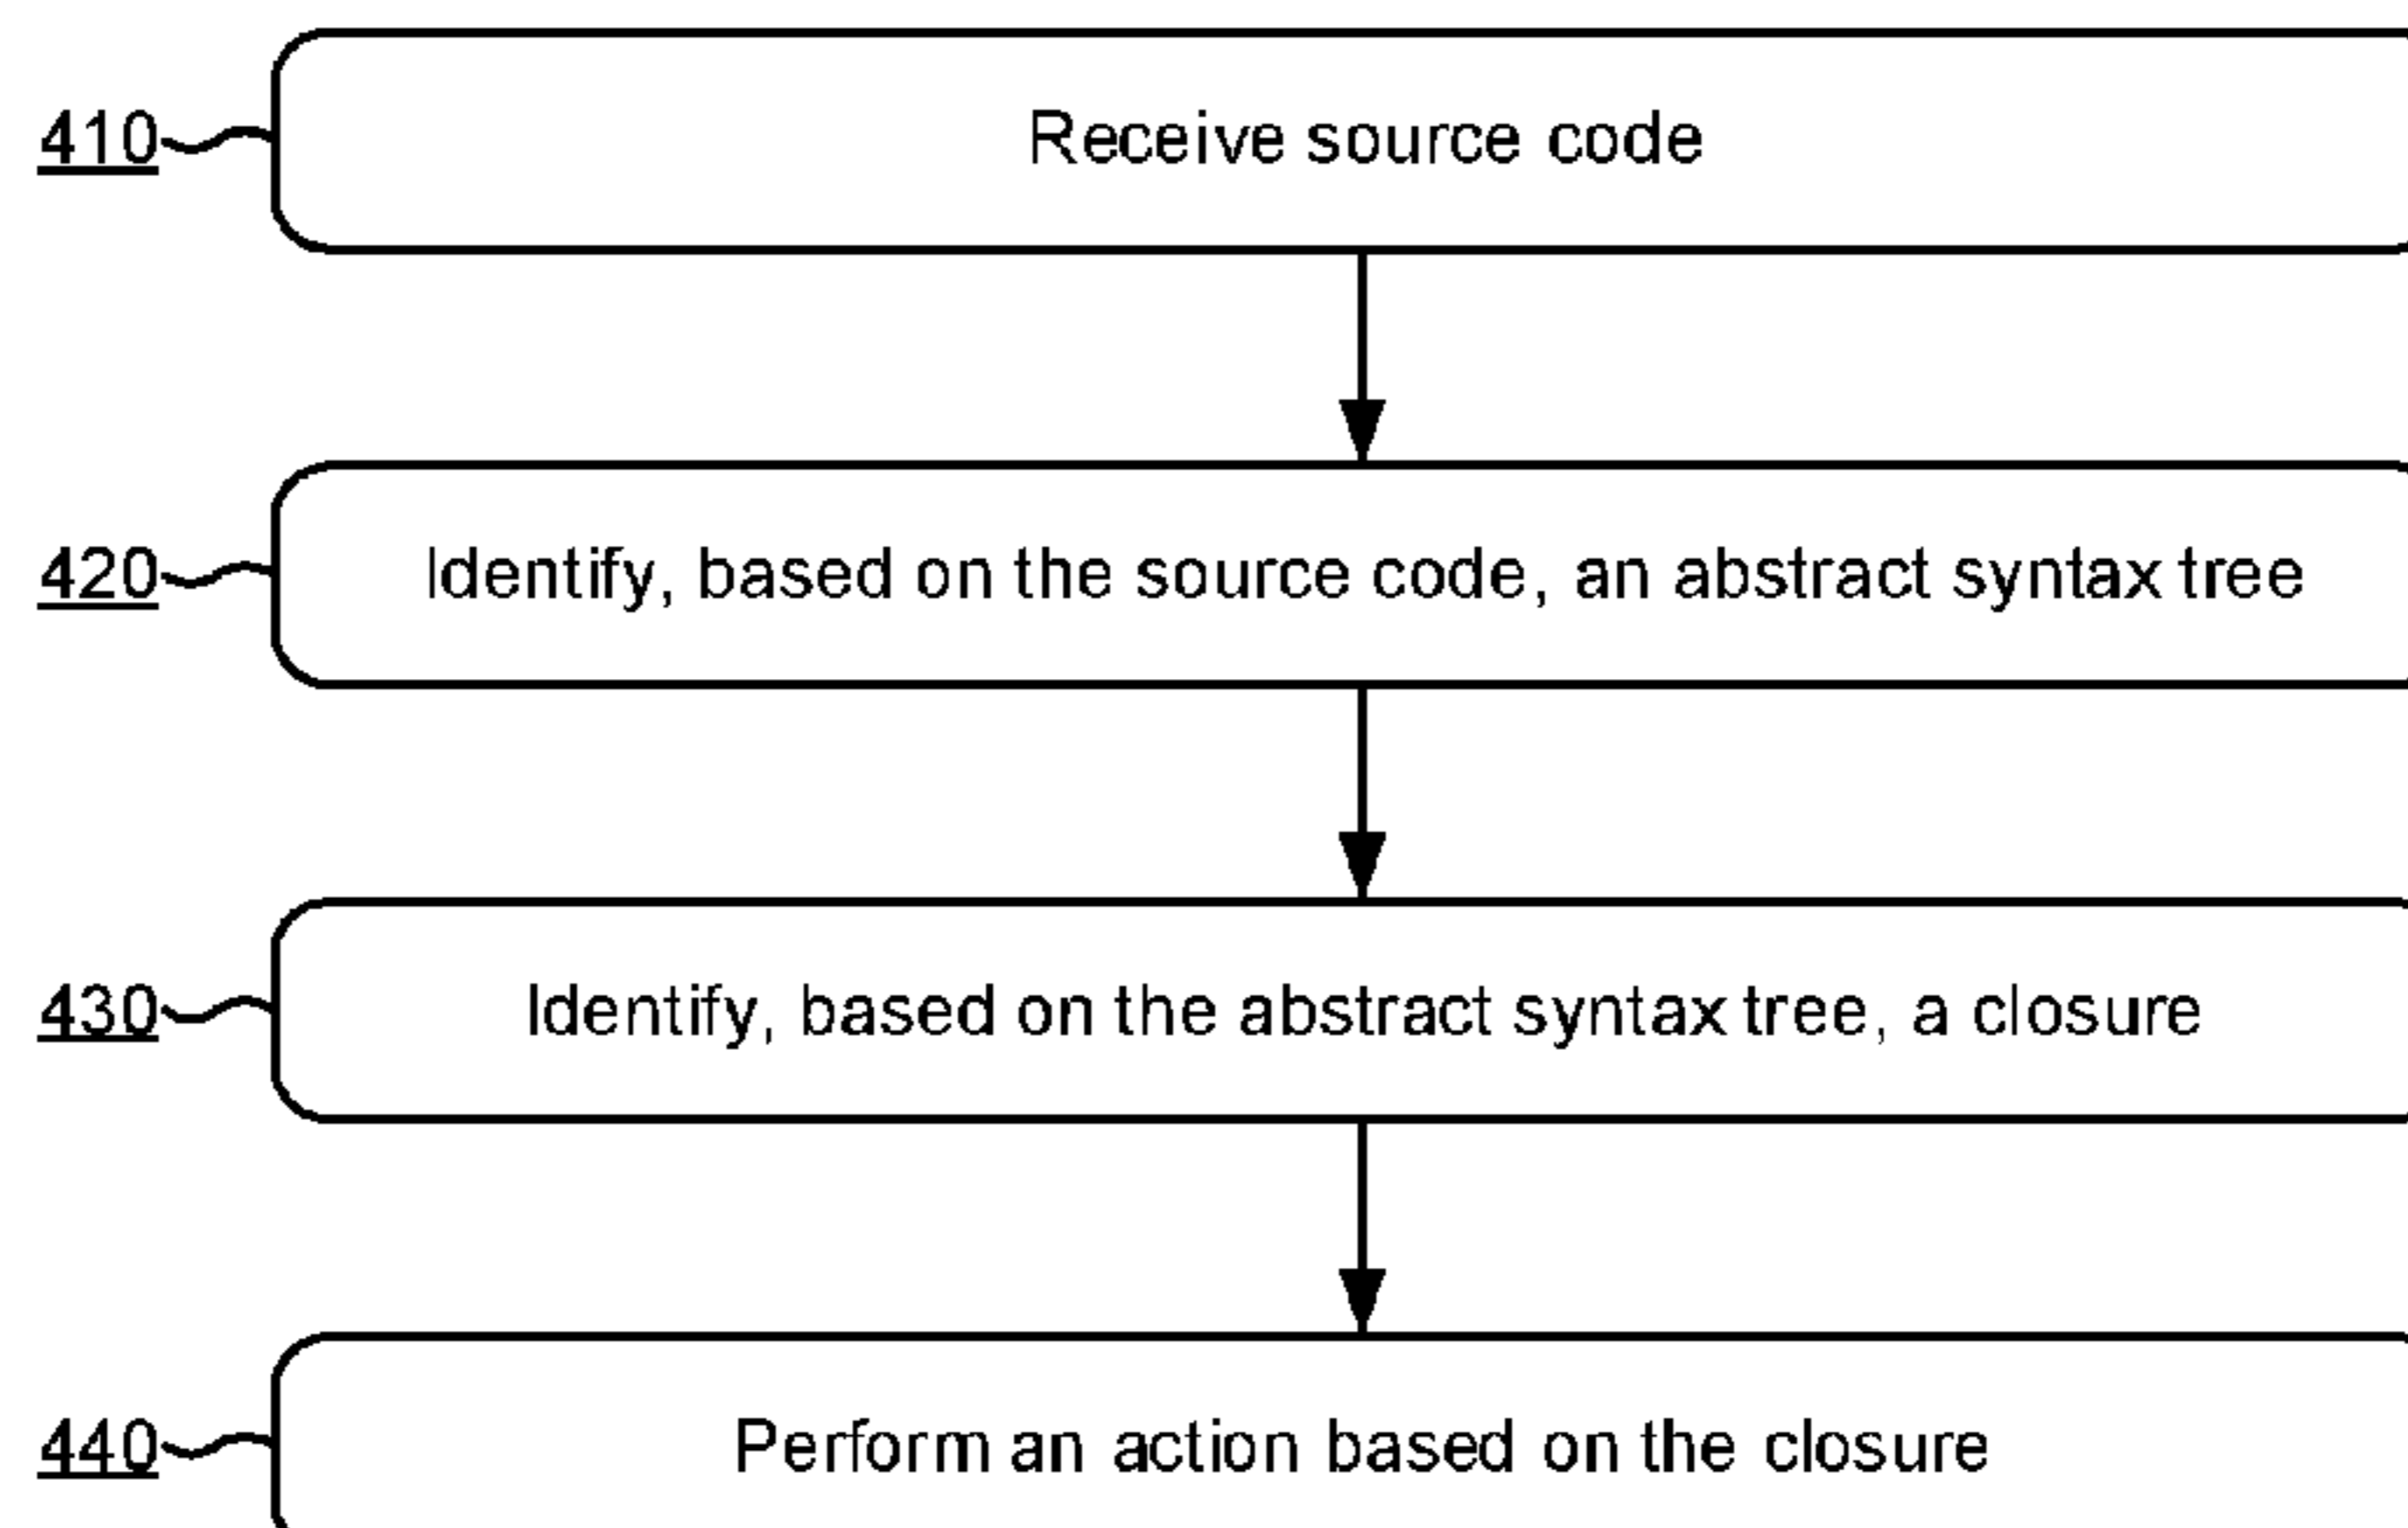 410
Receive source code
420
Identify, based on the source code, an abstract syntax tree
430
Identify, based on the abstract syntax tree, a closure
440
Perform an action based on the closure